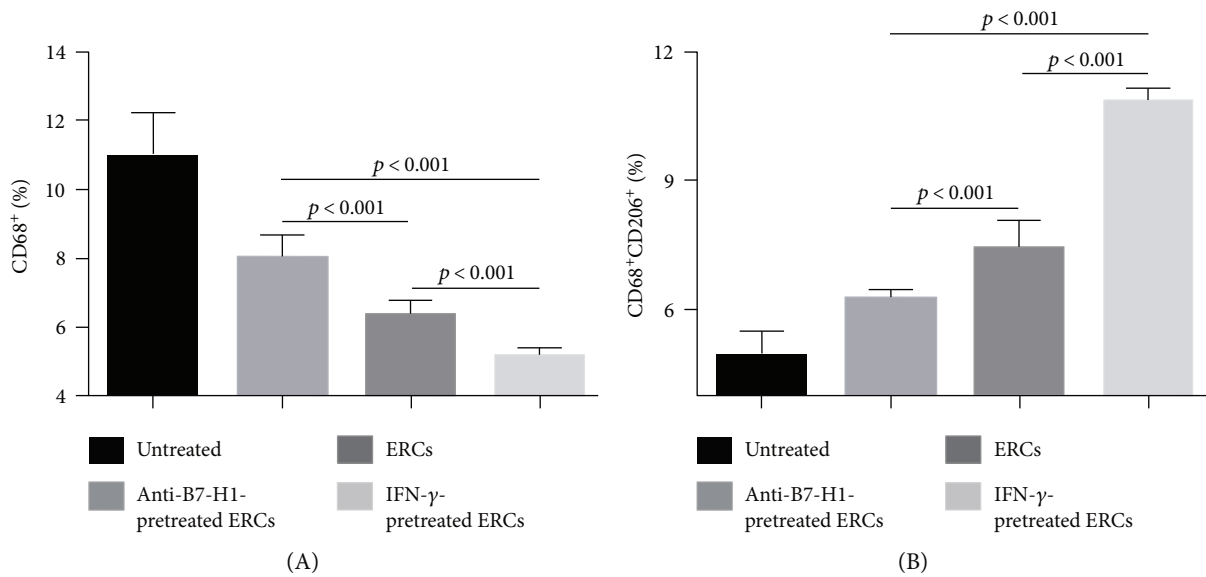 14
12
10
8
6
4
CD68+ (%)
p < 0.001
p < 0.001
p < 0.001
Untreated
ERCs
Anti-B7-H1-
pretreated ERCs
IFN-γ-
pretreated ERCs
(A)
12
9
6
CD68+CD206+ (%)
p < 0.001
p < 0.001
p < 0.001
Untreated
ERCs
Anti-B7-H1-
pretreated ERCs
IFN-γ-
pretreated ERCs
(B)